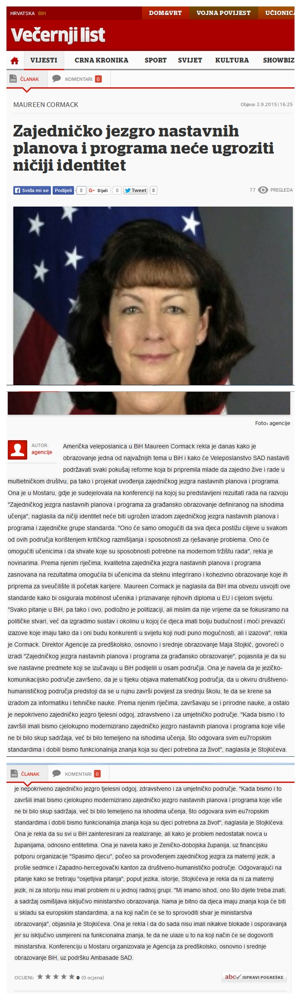 HRVATSKA BIH
DOM&VRT VOJNA POVIJEST
Večernji list
VIJESTI CRNA KRONIKA SPORT SVIJET KULTURA SHOWBIZ
ČLANAK KOMENTARI 0
MAUREEN CORMACK
Objava: 3.9.2015 | 16:25
Zajedničko jezgro nastavnih
planova i programa neće ugroziti
ničiji identitet
Sviđa mi se Podijeli 0 G+ Dijeli 0 Tweet 0
77 PREGLEDA
Foto: agencije
AUTOR:
agencije
Američka veleposlanica u BiH Maureen Cormack rekla je danas kako je
obrazovanje jedna od najvažnijih tema u BiH i kako će Veleposlanstvo SAD nastaviti
podržavati svaki pokušaj reforme koja bi pripremila mlade da zajedno žive i rade u
multietničkom društvu, pa tako i projekat uvođenja zajedničkog jezgra nastavnih planova i programa.
Ona je u Mostaru, gdje je sudejelovala na konferenciji na kojoj su predstavljeni rezultati rada na razvoju
"Zajedničkog jezgra nastavnih planova i programa za građansko obrazovanje definiranog na ishodima
učenja", naglasila da ničiji identitet neće biti ugrožen izradom zajedničkog jezgra nastavnih planova i
programa i zajedničke grupe standarda. "Ono će samo omogućiti da sva djeca postižu ciljeve u svakom
od ovih područja korištenjem kritičkog razmišljanja i sposobnosti za rješavanje problema. Ono će
omogućiti učenicima i da shvate koje su sposobnosti potrebne na modernom tržištu rada", rekla je
novinarima. Prema njenim riječima, kvalitetna zajednička jezgra nastavnih planova i programa
zasnovana na rezultatima omogućila bi učenicima da steknu integrirano i kohezivno obrazovanje koje ih
priprema za sveučilište ili početak karijere. Maureen Cormack je naglasila da BiH ima obvezu usvojiti ove
standarde kako bi osigurala mobilnost učenika i priznavanje njihovih diploma u EU i cijelom svijetu.
"Svako pitanje u BiH, pa tako i ovo, podložno je politizaciji, ali mislim da nije vrijeme da se fokusiramo na
političke stvari, već da izgradimo sustav i okolinu u kojoj će djeca imati bolju budućnost i moći prevazići
izazove koje imaju tako da i oni budu konkurenti u svijetu koji nudi puno mogućnosti, ali i izazova", rekla
je Cormack. Direktor Agencije za predškolsko, osnovno i srednje obrazovanje Maja Stojkić, govoreći o
izradi "Zajedničkog jezgra nastavnih planova i programa za građansko obrazovanje", pojasnila je da su
sve nastavne predmete koji se izučavaju u BiH podijelili u osam područja. Ona je navela da je jezičko-
komunikacijsko područje završeno, da je u tijeku objava matematičkog područja, da u okviru društveno-
humanističkog područja predstoji da se u rujnu završi povijest za srednju školu, te da se krene sa
izradom za informatiku i tehničke nauke. Prema njenim riječima, završavaju se i prirodne nauke, a ostalo
je nepokriveno zajedničko jezgro tjelesni odgoj, zdravstveno i za umjetničko područje. "Kada bismo i to
završili imali bismo cjelokupno modernizirano zajedničko jezgro nastavnih planova i programa koje više
ne bi bilo skup sadržaja, već bi bilo temeljeno na ishodima učenja, što odgovara svim eu7ropskim
standardima i dobili bismo funkcionalnija znanja koja su djeci potrebna za život", naglasila je Stojkićeva.
ČLANAK KOMENTARI 0
je nepokriveno zajedničko jezgro tjelesni odgoj, zdravstveno i za umjetničko područje. "Kada bismo i to
završili imali bismo cjelokupno modernizirano zajedničko jezgro nastavnih planova i programa koje više
ne bi bilo skup sadržaja, već bi bilo temeljeno na ishodima učenja, što odgovara svim eu7ropskim
standardima i dobili bismo funkcionalnija znanja koja su djeci potrebna za život", naglasila je Stojkićeva.
Ona je rekla da su svi u BiH zainteresirani za realiziranje, ali kako je problem nedostatak novca u
županijama, odnosno entitetima. Ona je navela kako je Zeničko-dobojska županija, uz financijsku
potporu organizacije "Spasimo djecu", počeo sa provođenjem zajedničkog jezgra za maternji jezik, a
prošle sedmice i Zapadno-hercegovački kanton za društveno-humanističko područje. Odgovarajući na
pitanje kako se tretiraju "osjetljiva pitanja", poput jezika, istorije, Stojkićeva je rekla da ni za maternji
jezik, ni za istoriju nisu imali problem ni u jednoj radnoj grupi. "Mi imamo ishod, ono što dijete treba znati,
a sadržaj osmišljava isključivo ministarstvo obrazovanja. Nama je bitno da djeca imaju znanja koja će biti
u skladu sa europskim standardima, a na koji način će se to sprovoditi stvar je ministarstva
obrazovanja", objasnila je Stojkićeva. Ona je rekla i da do sada nisu imali nikakve blokade i osporavanja
jer su isključivo usmjereni na funkcionalna znanja, te da ne ulaze u to na koji način će se dogovoriti
ministarstva. Konferenciju u Mostaru organizovala je Agencija za predškolsko, osnovno i srednje
obrazovanje BiH, uz podršku Ambasade SAD.
OCIJENI: 0 (0 ocjena)
abc ISPRAVI POGREŠKE